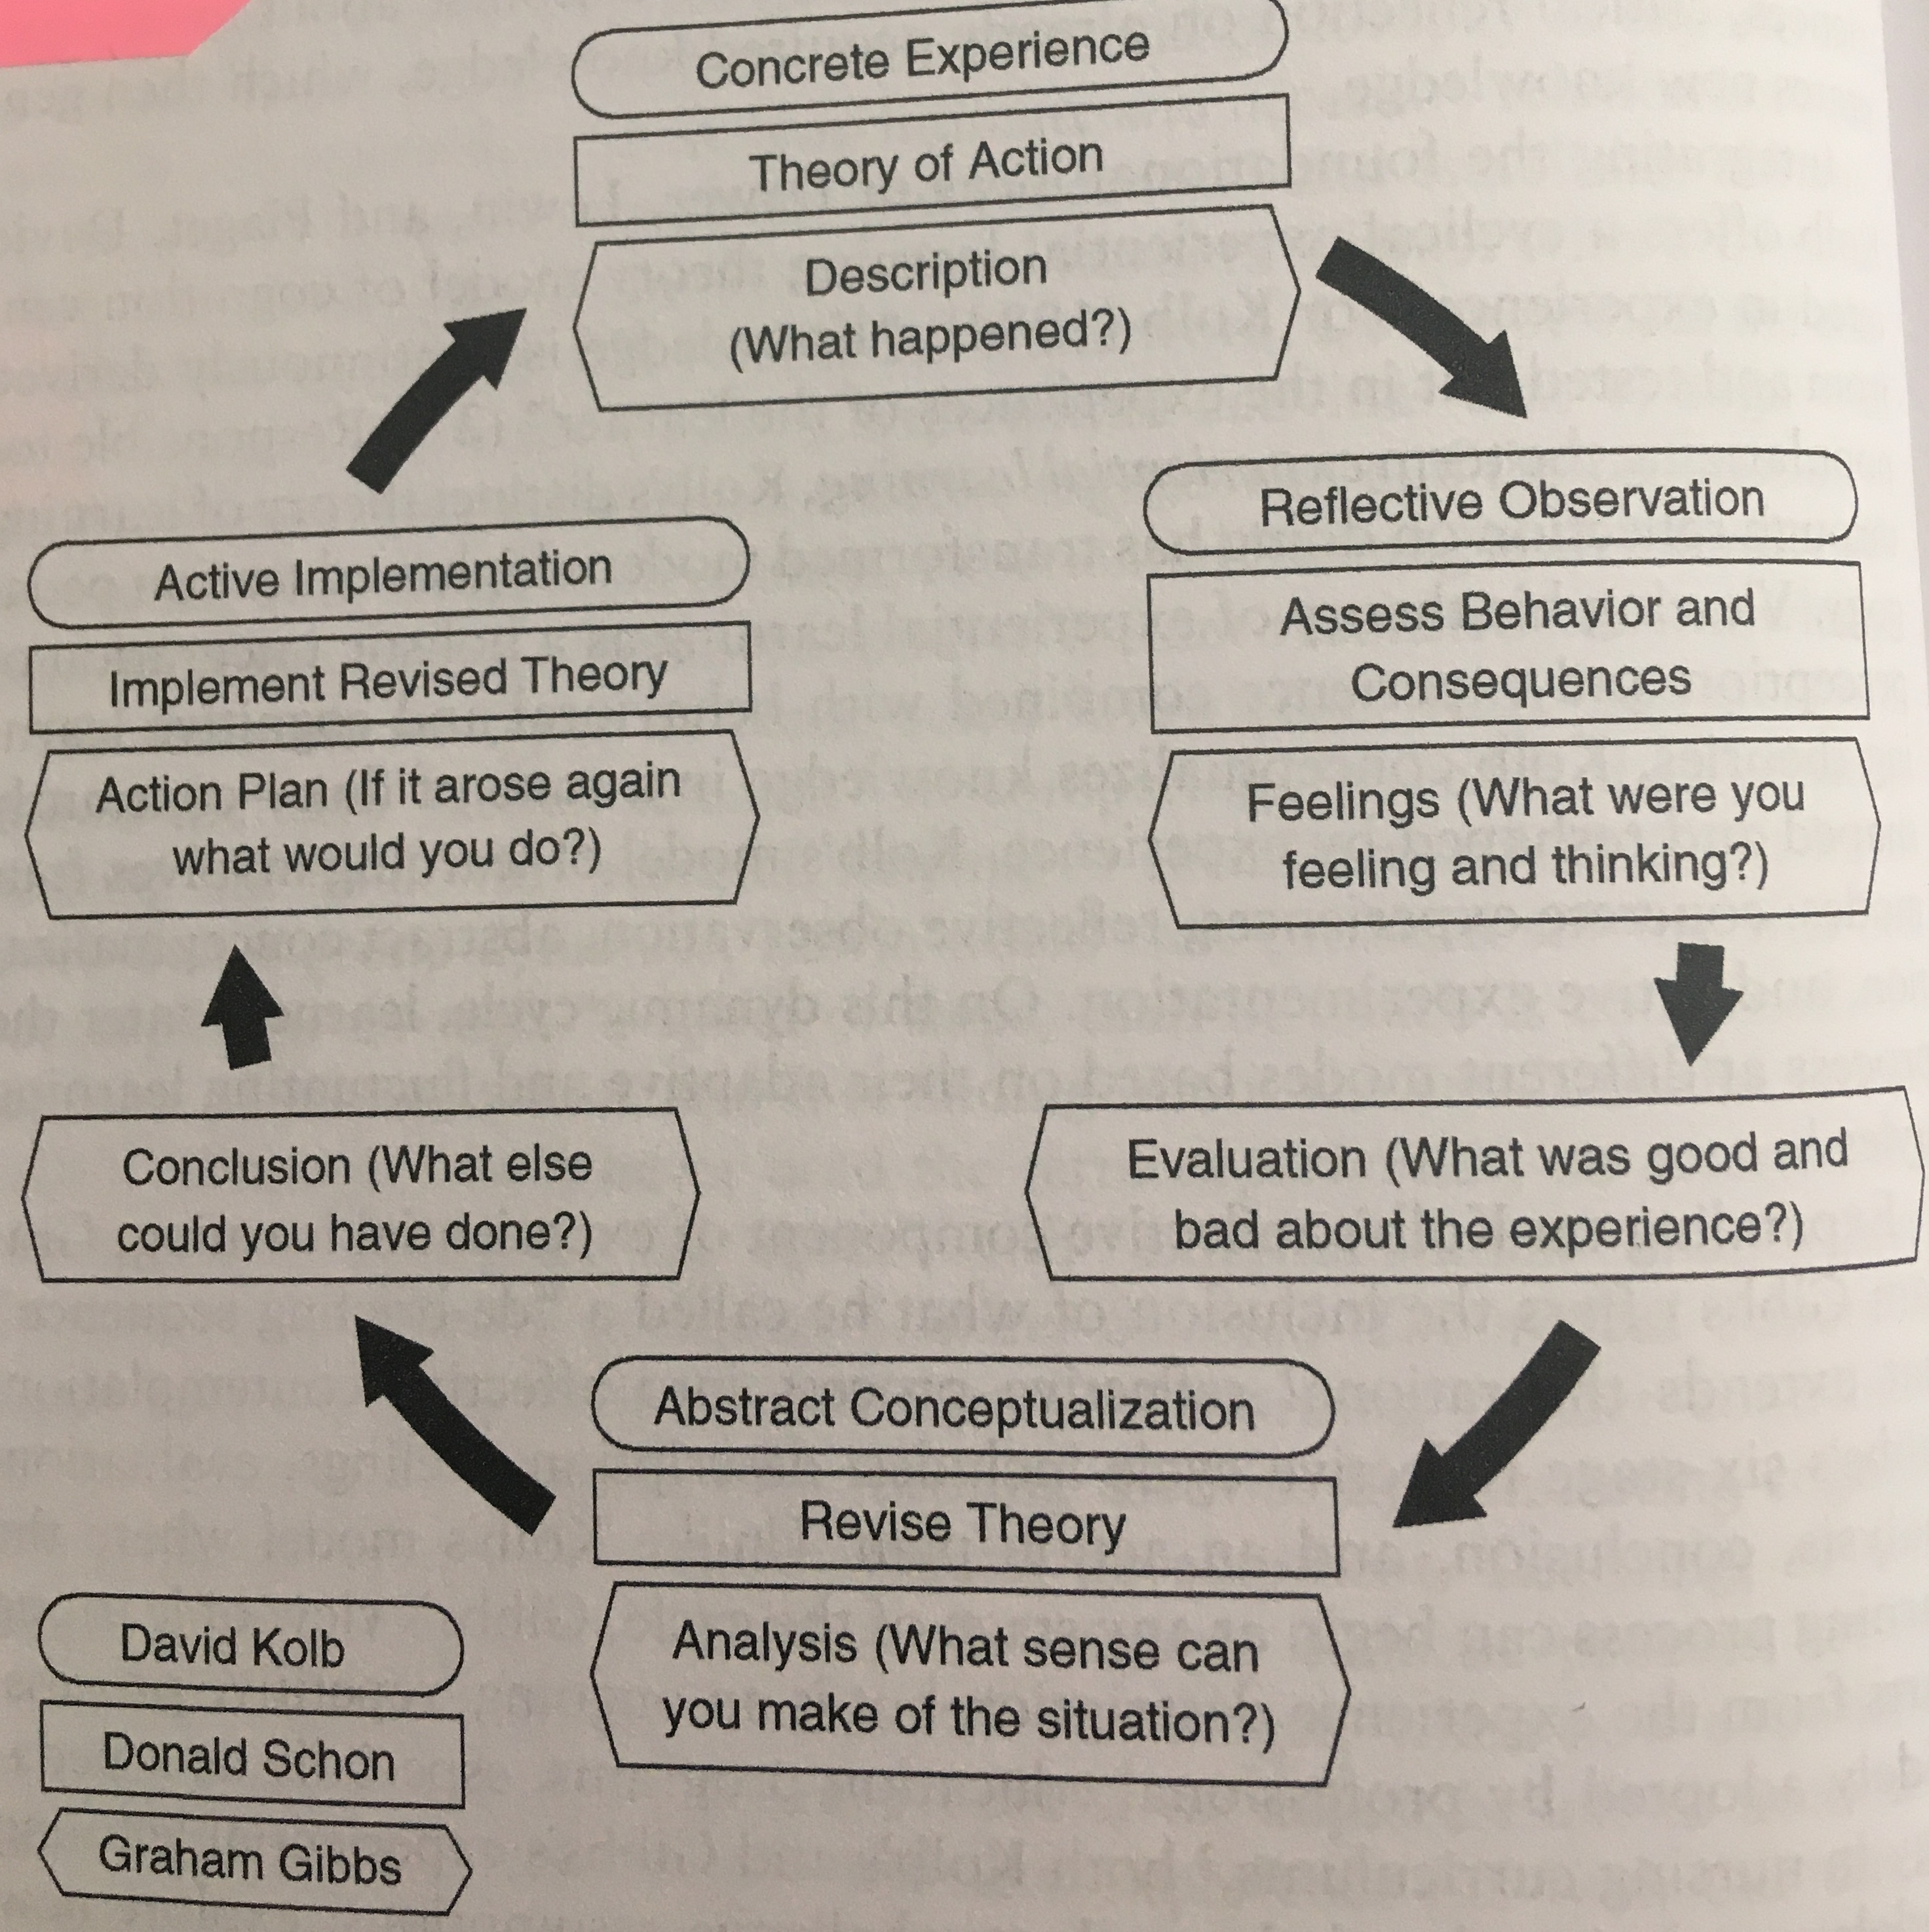 Concrete Experience
Theory of Action
Description
(What happened?)
Reflective Observation
Assess Behavior and
Consequences
Feelings (What were you
feeling and thinking?)
Evaluation (What was good and
bad about the experience?)
Abstract Conceptualization
Revise Theory
Analysis (What sense can
you make of the situation?)
Conclusion (What else
could you have done?)
Active Implementation
Implement Revised Theory
Action Plan (If it arose again
what would you do?)
David Kolb
Donald Schon
Graham Gibbs